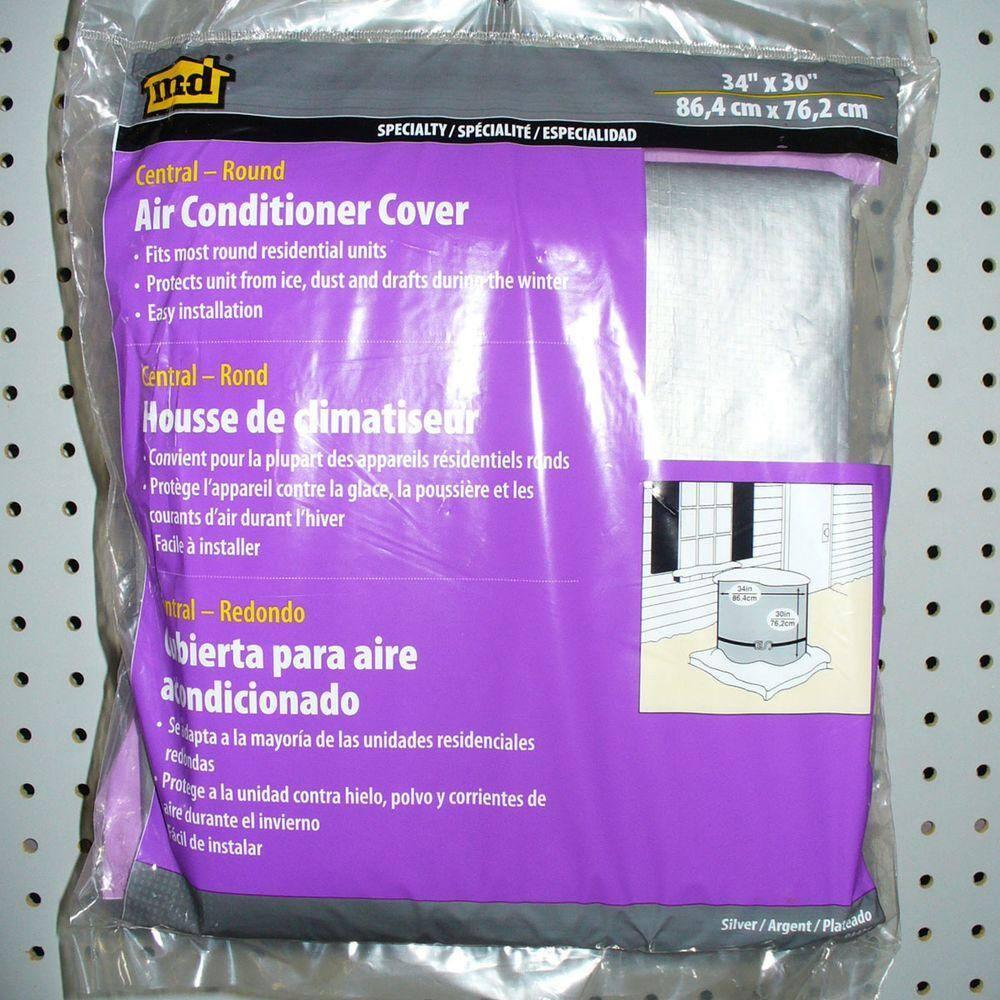 m-d
34" x 30"
86,4 cm x 76,2 cm
SPECIALTY / SPÉCIALITÉ / ESPECIALIDAD
Central – Round
Air Conditioner Cover
• Fits most round residential units
• Protects unit from ice, dust and drafts during the winter
• Easy installation
Central – Rond
Housse de climatiseur
• Convient pour la plupart des appareils résidentiels ronds
• Protège l'appareil contre la glace, la poussière et les
courants d'air durant l'hiver
Facile à installer
34in
86.4cm
30in
76.2cm
Central – Redondo
Cubierta para aire
acondicionado
• Se adapta a la mayoría de las unidades residenciales
redondas
• Protege a la unidad contra hielo, polvo y corrientes de
aire durante el invierno
Fácil de instalar
Silver / Argent / Plateado